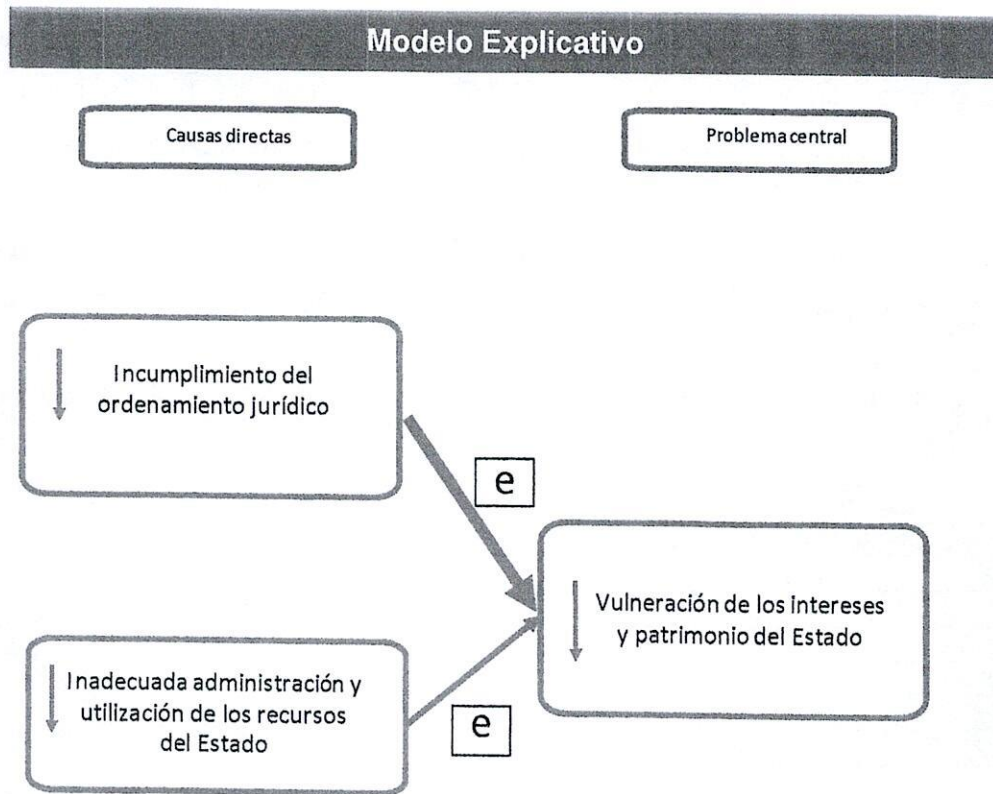 Modelo Explicativo
Causas directas
Problema central
Incumplimiento del
ordenamiento jurídico
e
Vulneración de los intereses
y patrimonio del Estado
Inadecuada administración y
utilización de los recursos
del Estado
e